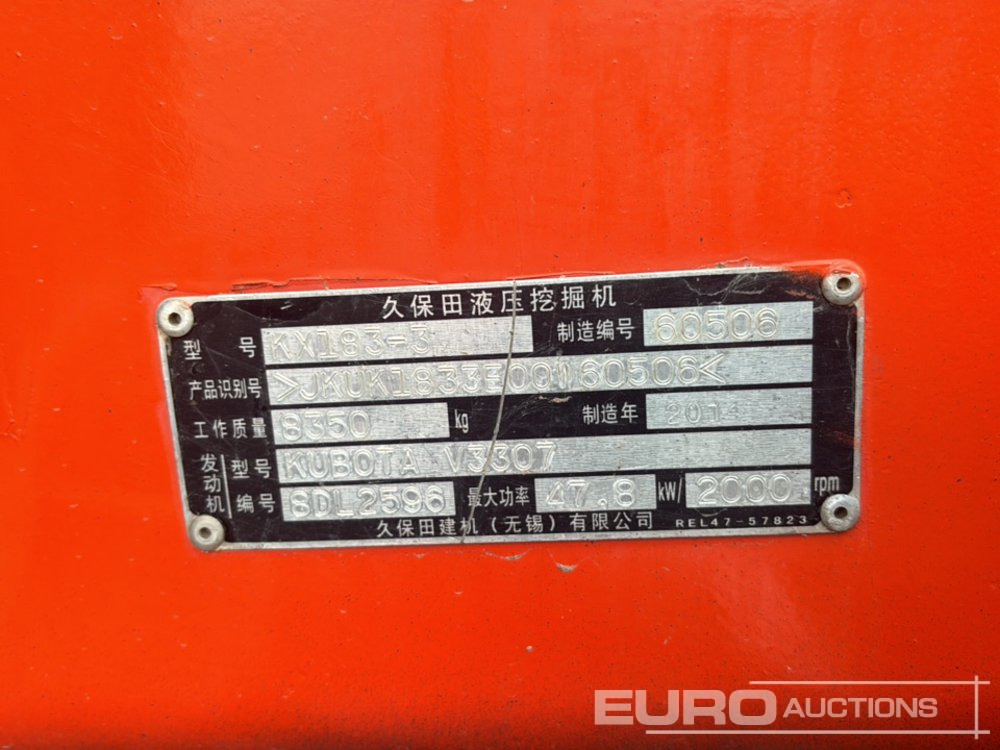 久保田液压挖掘机
型 号 KX183-3 制造编号 60506
产品识别号 >JKUK1833E00W60506<
工作质量 8350 kg 制造年 2014
发动机 型号 KUBOTA V3307
编号 8DL2596 最大功率 47.8 kW/ 2000 rpm
久保田建机(无锡)有限公司 REL47-57823
EURO AUCTIONS